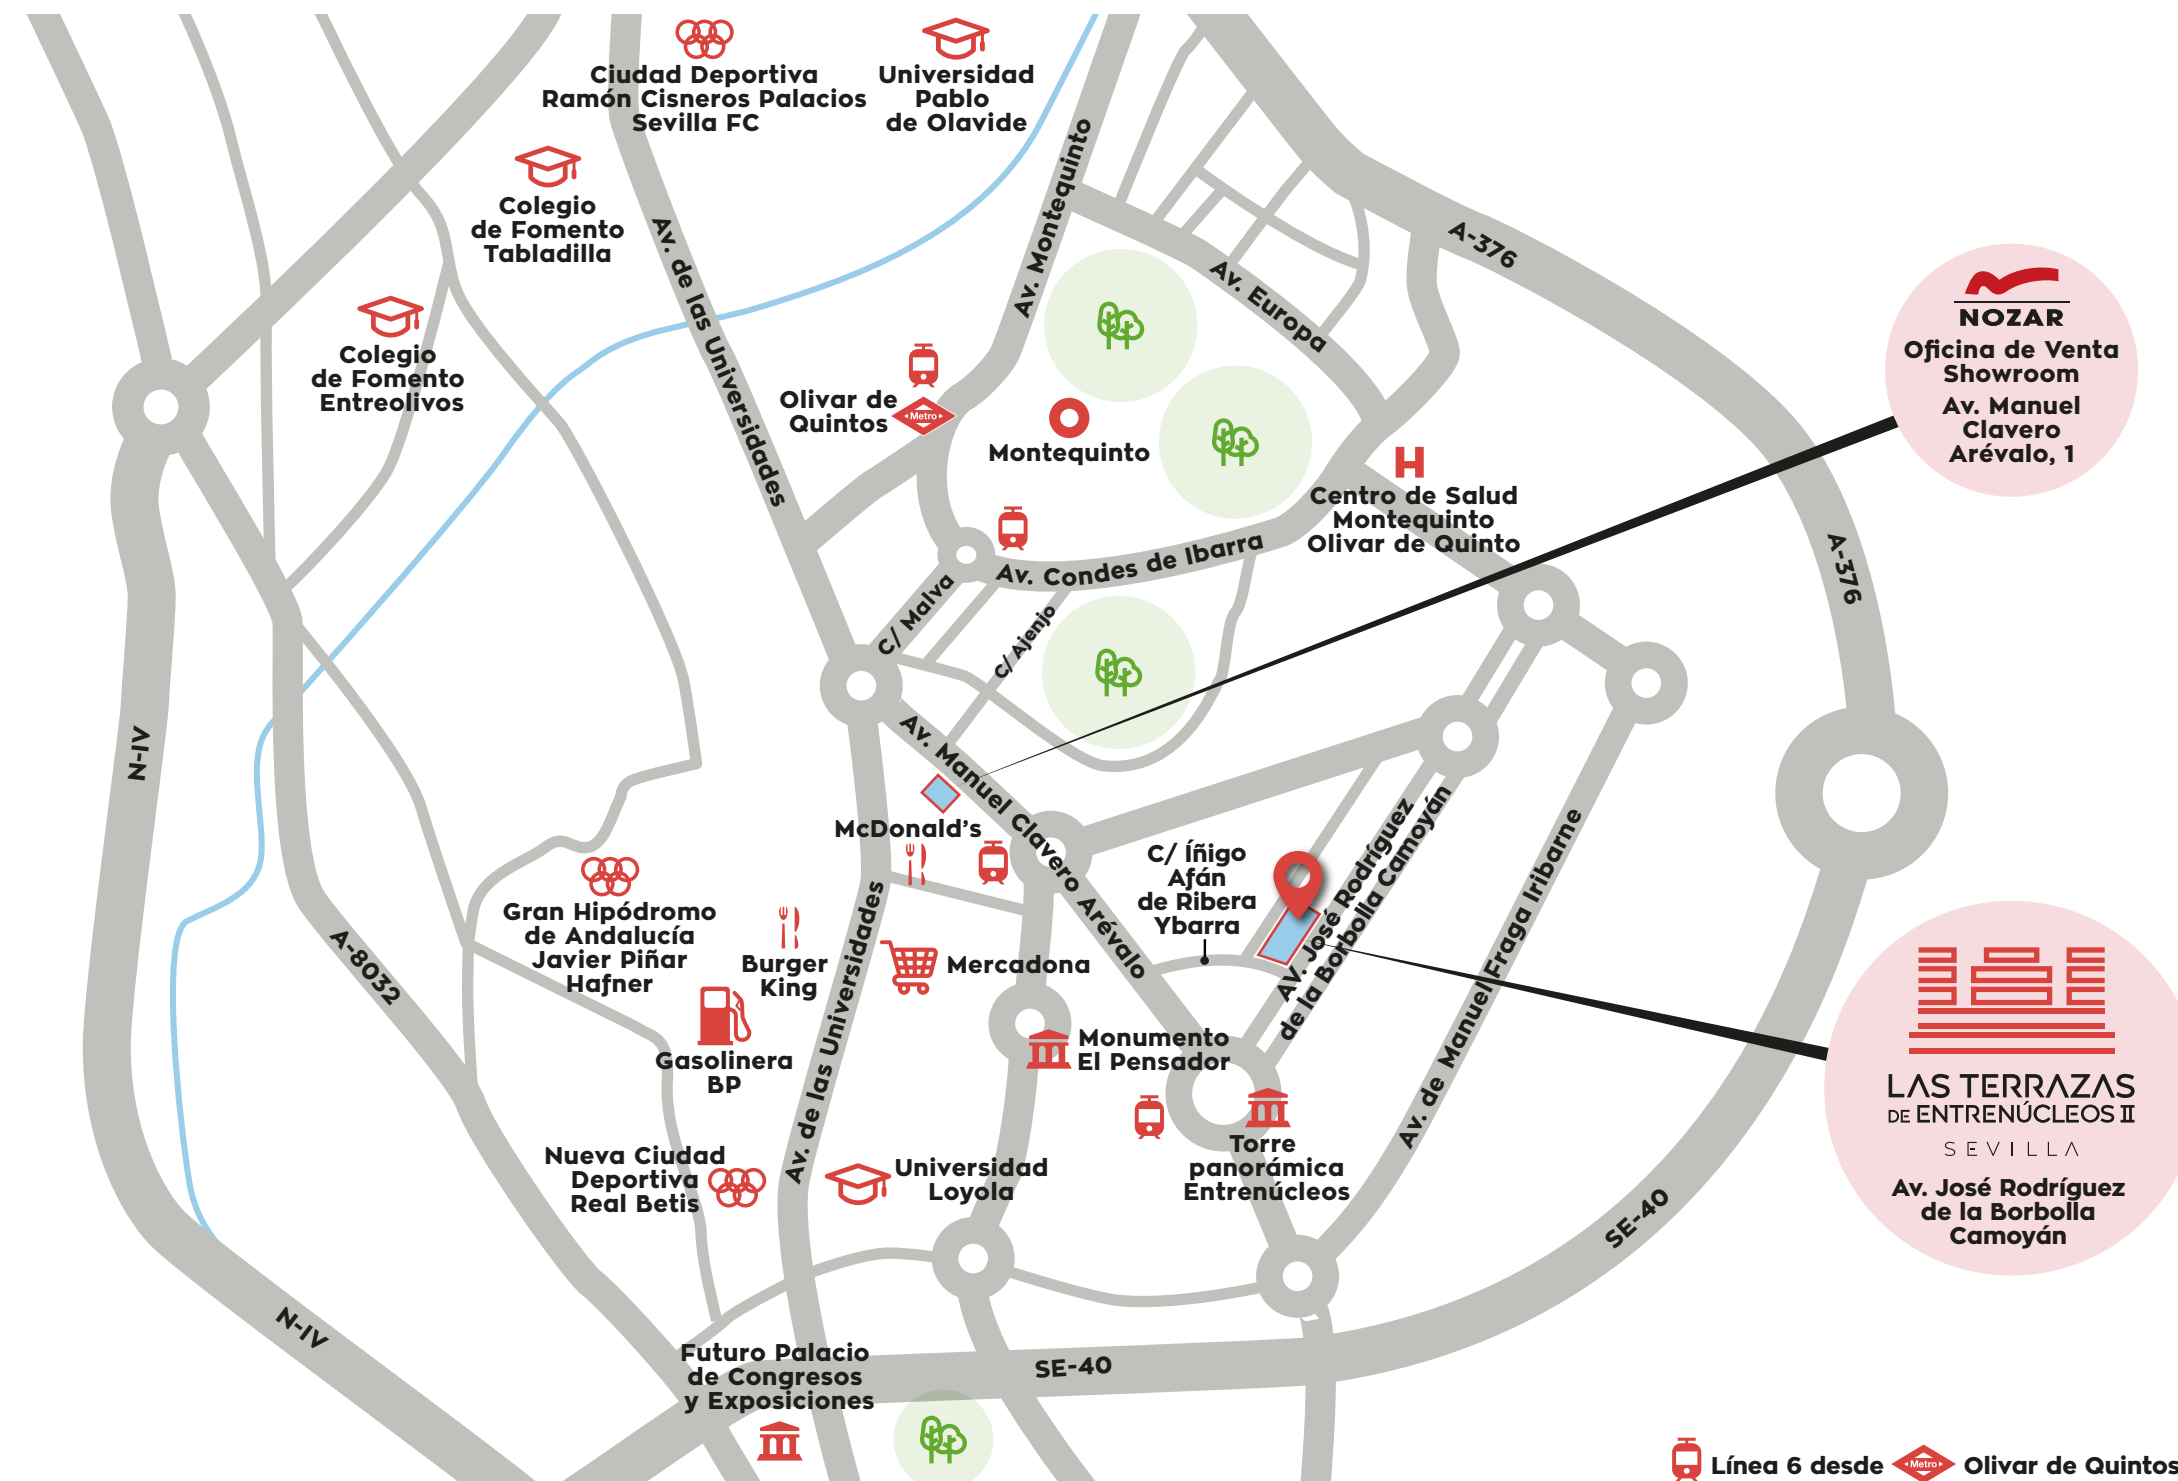 Ciudad Deportiva
Ramón Cisneros Palacios
Sevilla FC
Universidad
Pablo
de Olavide
Colegio
de Fomento
Tabladilla
Colegio
de Fomento
Entreolivos
Av. de las Universidades
Av. Montequinto
Av. Europa
A-376
NOZAR
Oficina de Venta
Showroom
Av. Manuel
Clavero
Arévalo, 1
Olivar de
Quintos
Metro
Montequinto
Centro de Salud
Montequinto
Olivar de Quinto
A-376
Av. Condes de Ibarra
C/ Malva
C/ Ajenjo
N-IV
Av. Manuel Clavero Arévalo
McDonald's
C/ Íñigo
Afán
de Ribera
Ybarra
AV. José Rodríguez
de la Borbolla Camoyán
Av. de Manuel Fraga Iribarne
Gran Hipódromo
de Andalucía
Javier Piñar
Hafner
A-8032
Burger
King
Av. de las Universidades
Mercadona
Gasolinera
BP
Monumento
El Pensador
Torre
panorámica
Entrenúcleos
Nueva Ciudad
Deportiva
Real Betis
Universidad
Loyola
LAS TERRAZAS
DE ENTRENÚCLEOS II
SEVILLA
Av. José Rodríguez
de la Borbolla
Camoyán
SE-40
N-IV
Futuro Palacio
de Congresos
y Exposiciones
SE-40
Línea 6 desde Metro Olivar de Quintos